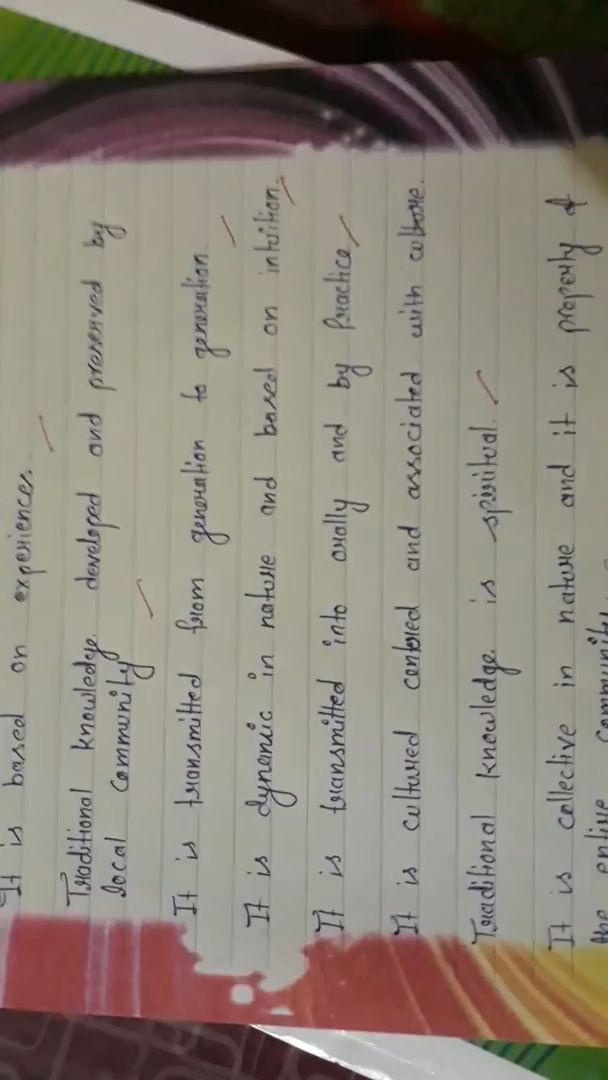 It is based on experiences.
Traditional knowledge developed and preserved by
local community
It is transmitted from generation to generation.
It is dynamic in nature and based on intuition.
It is transmitted into orally and by practice
It is cultured centered and associated with culture.
Traditional knowledge is spiritual.
It is collective in nature and it is property of
the entire community.